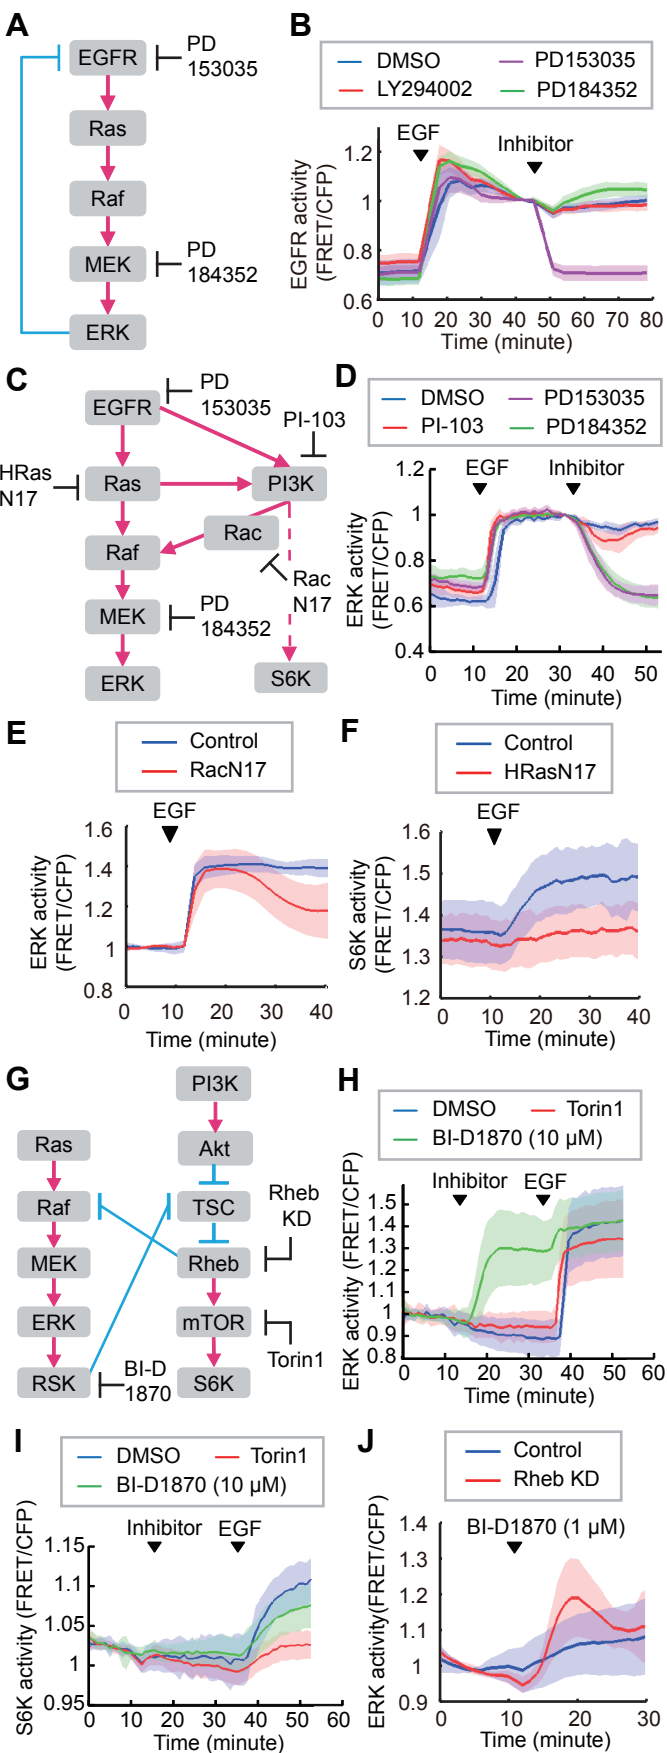 A
EGFR
PD
153035
Ras
Raf
MEK
PD
184352
ERK
B
DMSO
PD153035
LY294002
PD184352
EGF
Inhibitor
EGFR activity
(FRET/CFP)
1.2
1
0.8
0.6
0 10 20 30 40 50 60 70 80
Time (minute)
C
EGFR
PD
153035
PI-103
HRas
N17
Ras
PI3K
Rac
Raf
Rac
N17
MEK
PD
184352
ERK
S6K
D
DMSO
PD153035
PI-103
PD184352
EGF
Inhibitor
ERK activity
(FRET/CFP)
1.2
1
0.8
0.6
0.4
0 10 20 30 40 50
Time (minute)
E
Control
RacN17
EGF
ERK activity
(FRET/CFP)
1.6
1.4
1.2
1
0.8
0 10 20 30 40
Time (minute)
F
Control
HRasN17
EGF
S6K activity
(FRET/CFP)
1.6
1.5
1.4
1.3
1.2
0 10 20 30 40
Time (minute)
G
PI3K
Ras
Akt
Raf
TSC
Rheb
KD
MEK
Rheb
ERK
mTOR
Torin1
RSK
BI-D
1870
S6K
H
DMSO
Torin1
BI-D1870 (10 μM)
Inhibitor
EGF
ERK activity (FRET/CFP)
1.5
1.4
1.3
1.2
1.1
1
0.9
0.8
0 10 20 30 40 50 60
Time (minute)
I
DMSO
Torin1
BI-D1870 (10 μM)
Inhibitor
EGF
S6K activity (FRET/CFP)
1.15
1.1
1.05
1
0.95
0 10 20 30 40 50 60
Time (minute)
J
Control
Rheb KD
BI-D1870 (1 μM)
ERK activity(FRET/CFP)
1.4
1.3
1.2
1.1
1
0.9
0 10 20 30
Time (minute)